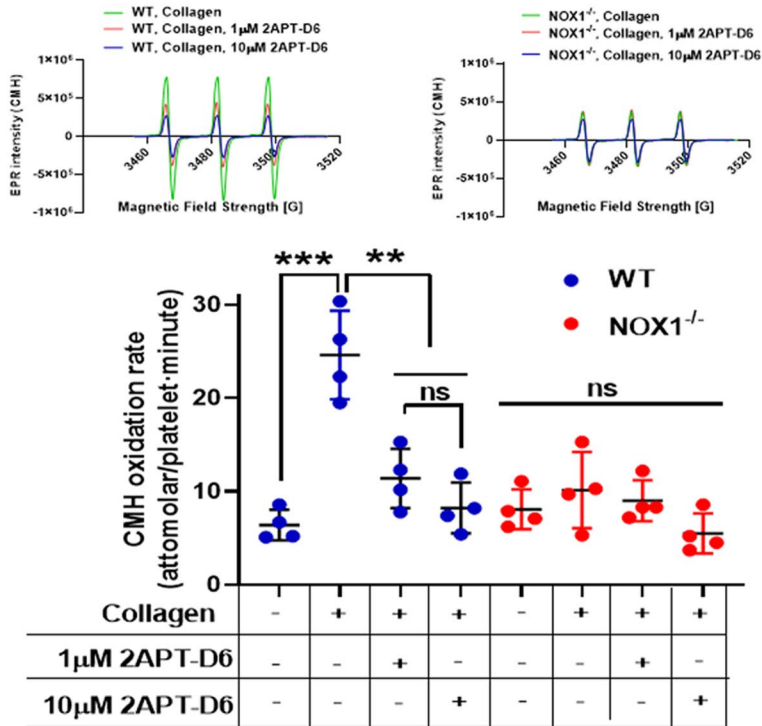 WT, Collagen
WT, Collagen, 1μM 2APT-D6
WT, Collagen, 10μM 2APT-D6
EPR intensity (CMH)
1×10⁶
5×10⁵
0
-5×10⁵
-1×10⁶
3460
3480
3500
3520
Magnetic Field Strength [G]
NOX1⁻/⁻, Collagen
NOX1⁻/⁻, Collagen, 1μM 2APT-D6
NOX1⁻/⁻, Collagen, 10μM 2APT-D6
EPR intensity (CMH)
1×10⁶
5×10⁵
0
-5×10⁵
-1×10⁶
3460
3480
3500
3520
Magnetic Field Strength [G]
CMH oxidation rate
(attomolar/platelet·minute)
30
20
10
0
***
**
ns
ns
WT
NOX1⁻/⁻
Collagen - + + + - + + +
1μM 2APT-D6 - - + - - - + -
10μM 2APT-D6 - - - + - - - +